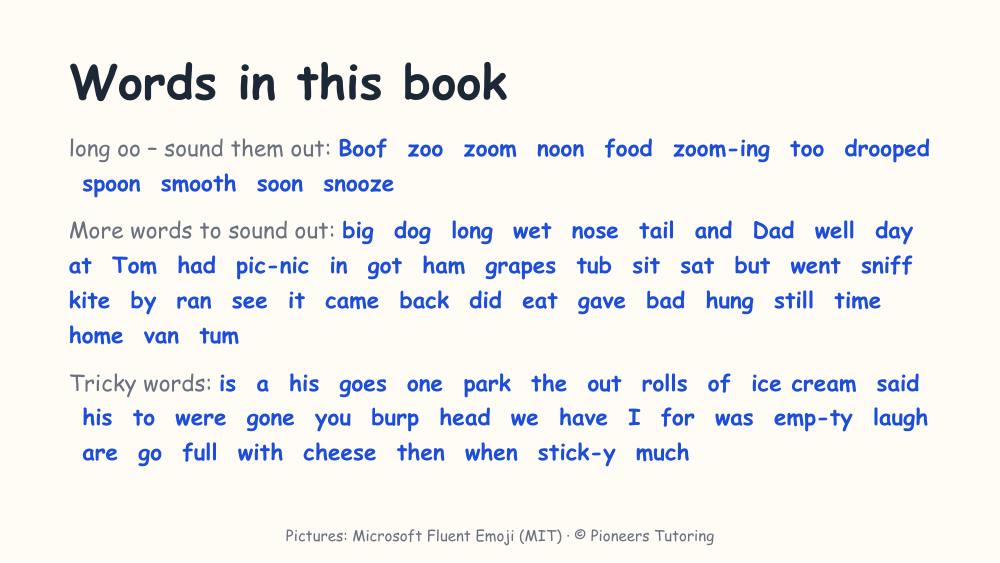 Words in this book
long oo – sound them out: Boof zoo zoom noon food zoom-ing too drooped
spoon smooth soon snooze
More words to sound out: big dog long wet nose tail and Dad well day
at Tom had pic-nic in got ham grapes tub sit sat but went sniff
kite by ran see it came back did eat gave bad hung still time
home van tum
Tricky words: is a his goes one park the out rolls of ice cream said
his to were gone you burp head we have I for was emp-ty laugh
are go full with cheese then when stick-y much
Pictures: Microsoft Fluent Emoji (MIT) · © Pioneers Tutoring